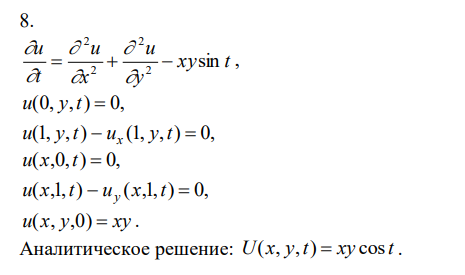 8.
∂u/∂t = ∂²u/∂x² + ∂²u/∂y² − xy sin t ,
u(0, y, t) = 0,
u(1, y, t) − uₓ(1, y, t) = 0,
u(x,0,t) = 0,
u(x,1,t) − u_y(x,1,t) = 0,
u(x, y,0) = xy .
Аналитическое решение: U(x, y, t) = xy cos t .